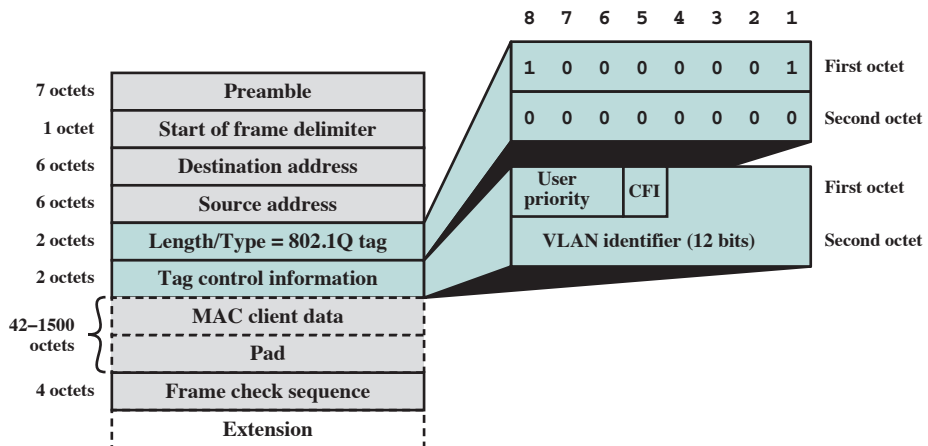 8 7 6 5 4 3 2 1
1 0 0 0 0 0 0 1 First octet
0 0 0 0 0 0 0 0 Second octet
User
priority
CFI
First octet
VLAN identifier (12 bits) Second octet
7 octets Preamble
1 octet Start of frame delimiter
6 octets Destination address
6 octets Source address
2 octets Length/Type = 802.1Q tag
2 octets Tag control information
42–1500
octets
MAC client data
Pad
4 octets Frame check sequence
Extension